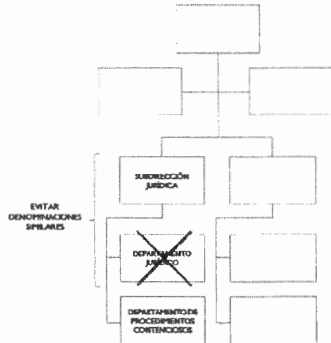 SUBDIRECCIÓN
JURÍDICA
EVITAR
DENOMINACIONES
SIMILARES
DEPARTAMENTO
JURÍDICO
DEPARTAMENTO DE
PROCEDIMIENTOS
CONTENCIOSOS